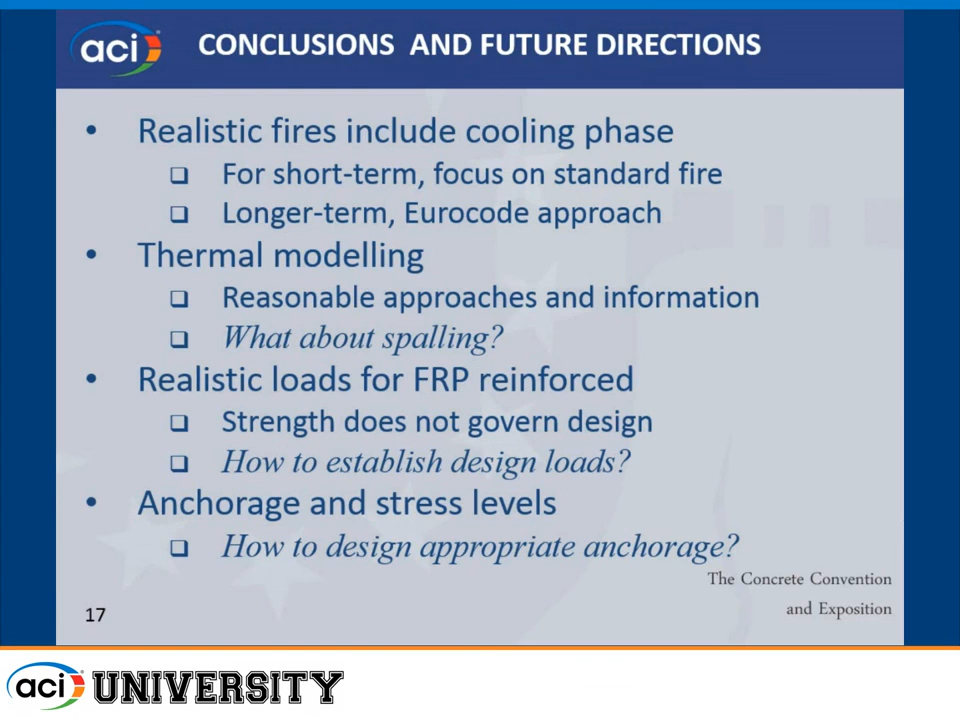 aci
CONCLUSIONS AND FUTURE DIRECTIONS
• Realistic fires include cooling phase
❑ For short-term, focus on standard fire
❑ Longer-term, Eurocode approach
• Thermal modelling
❑ Reasonable approaches and information
❑ What about spalling?
• Realistic loads for FRP reinforced
❑ Strength does not govern design
❑ How to establish design loads?
• Anchorage and stress levels
❑ How to design appropriate anchorage?
The Concrete Convention
and Exposition
17
aci UNIVERSITY